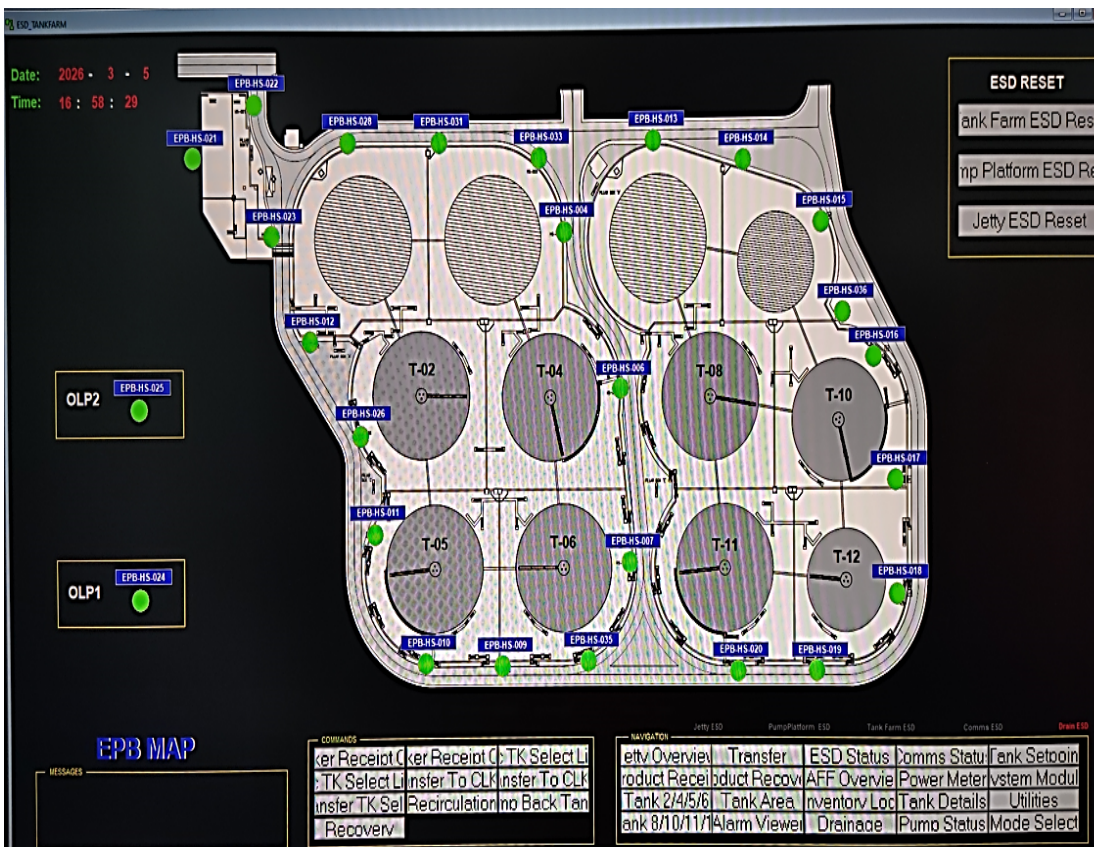 ESD_TANKFARM
Date: 2026 - 3 - 5
Time: 16 : 58 : 29
EPB-HS-022
EPB-HS-021
EPB-HS-028
EPB-HS-031
EPB-HS-033
EPB-HS-013
EPB-HS-014
EPB-HS-015
EPB-HS-023
EPB-HS-004
EPB-HS-036
EPB-HS-012
EPB-HS-016
ESD RESET
ank Farm ESD Res
mp Platform ESD Re
Jetty ESD Reset
T-02
T-04
EPB-HS-006
T-08
T-10
OLP2
EPB-HS-025
EPB-HS-026
EPB-HS-017
EPB-HS-011
T-05
T-06
EPB-HS-007
T-11
T-12
EPB-HS-018
OLP1
EPB-HS-024
EPB-HS-010
EPB-HS-009
EPB-HS-035
EPB-HS-020
EPB-HS-019
Jetty ESD PumpPlatform ESD Tank Farm ESD Comms ESD Drain ESD
EPB MAP
MESSAGES
COMMANDS
ker Receipt C ker Receipt C TK Select Li
TK Select Li nsfer To CLK nsfer To CLK
nsfer TK Sel Recirculation mp Back Tan
Recovery
NAVIGATION
etty Overview Transfer ESD Status Comms Statu Tank Setpoin
roduct Recei oduct Recov AFF Overvie Power Meter ystem Modul
Tank 2/4/5/6 Tank Area nventory Loc Tank Details Utilities
ank 8/10/11/1 Alarm Viewer Drainage Pump Status Mode Select